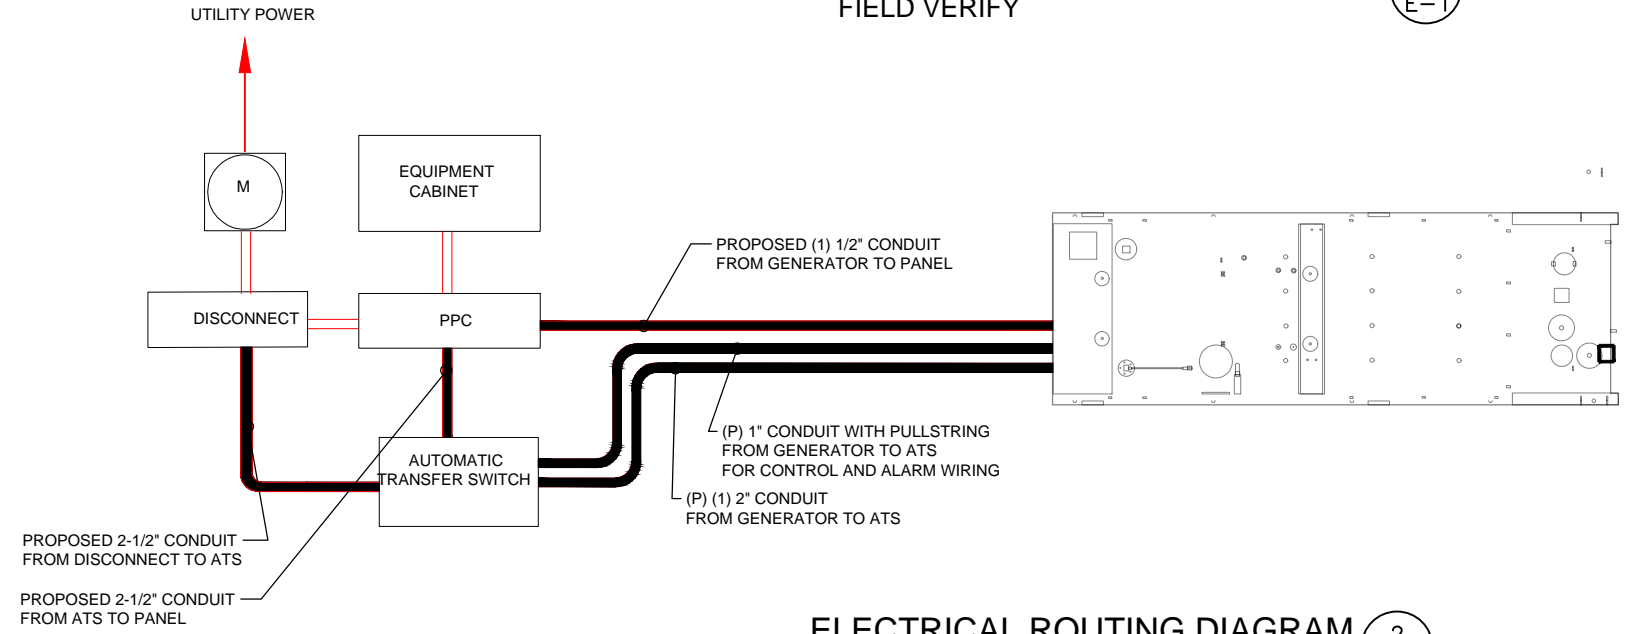 UTILITY POWER
FIELD VERIFY
E-1
M
EQUIPMENT
CABINET
PROPOSED (1) 1/2" CONDUIT
FROM GENERATOR TO PANEL
DISCONNECT
PPC
(P) 1" CONDUIT WITH PULLSTRING
FROM GENERATOR TO ATS
FOR CONTROL AND ALARM WIRING
AUTOMATIC
TRANSFER SWITCH
(P) (1) 2" CONDUIT
FROM GENERATOR TO ATS
PROPOSED 2-1/2" CONDUIT
FROM DISCONNECT TO ATS
PROPOSED 2-1/2" CONDUIT
FROM ATS TO PANEL
ELECTRICAL ROUTING DIAGRAM
2